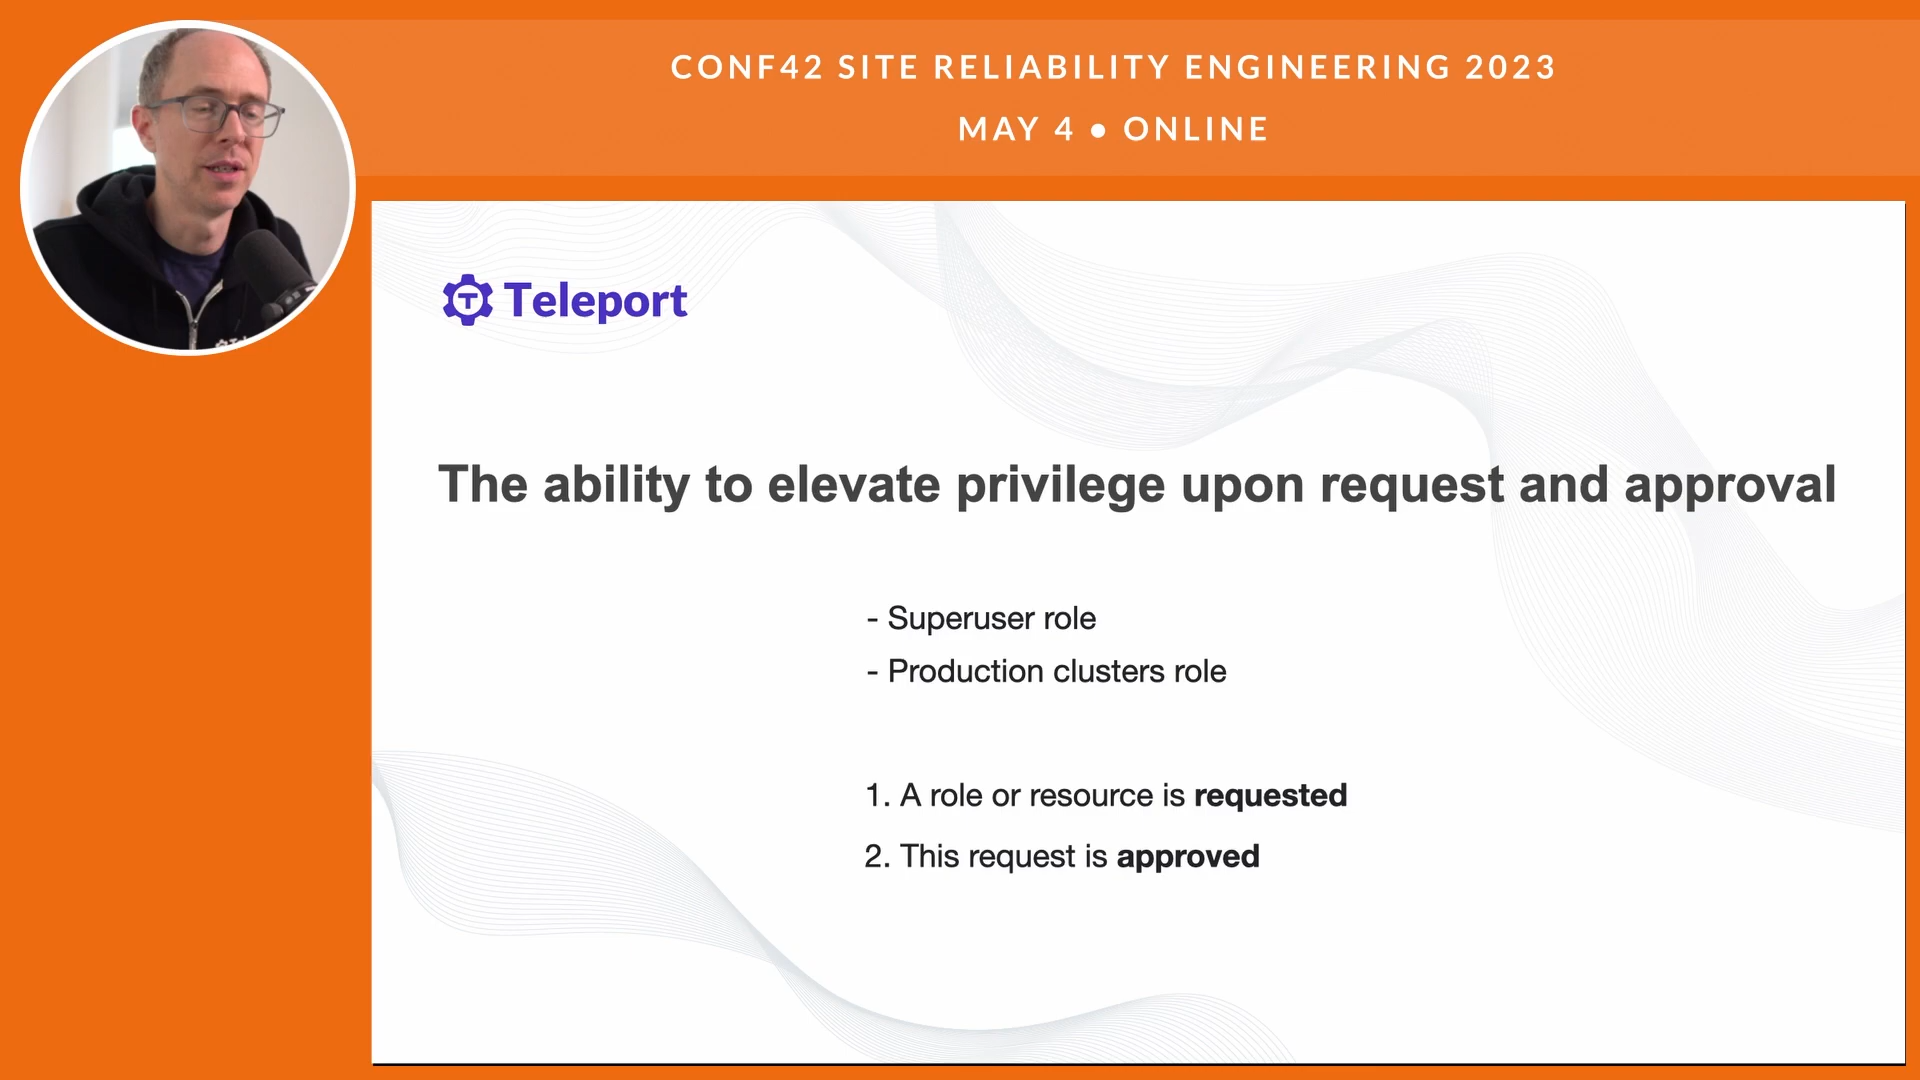 CONF42 SITE RELIABILITY ENGINEERING 2023
MAY 4 • ONLINE
Teleport
The ability to elevate privilege upon request and approval
- Superuser role
- Production clusters role
1. A role or resource is requested
2. This request is approved